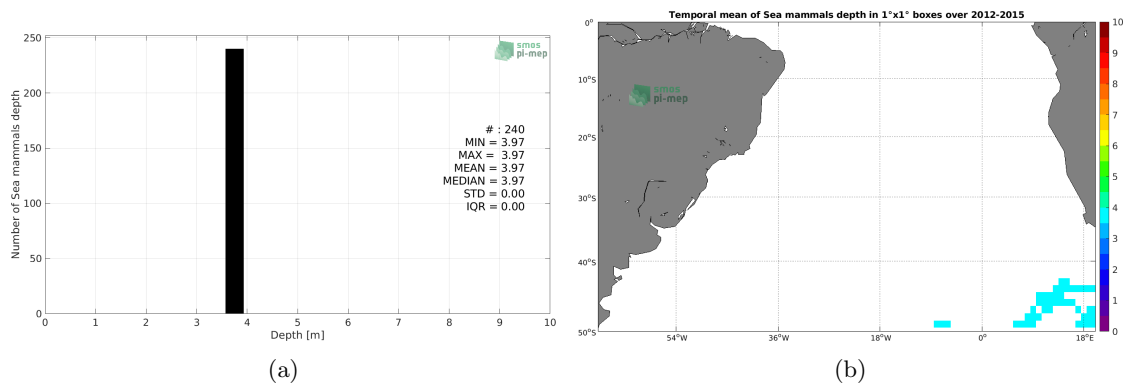 250
200
150
100
50
0
0 1 2 3 4 5 6 7 8 9 10
Number of Sea mammals depth
Depth [m]
smos
pi-mep
# : 240
MIN = 3.97
MAX = 3.97
MEAN = 3.97
MEDIAN = 3.97
STD = 0.00
IQR = 0.00
(a)
Temporal mean of Sea mammals depth in 1°x1° boxes over 2012-2015
0°
10°S
20°S
30°S
40°S
50°S
54°W 36°W 18°W 0° 18°E
smos
pi-mep
10
9
8
7
6
5
4
3
2
1
0
(b)